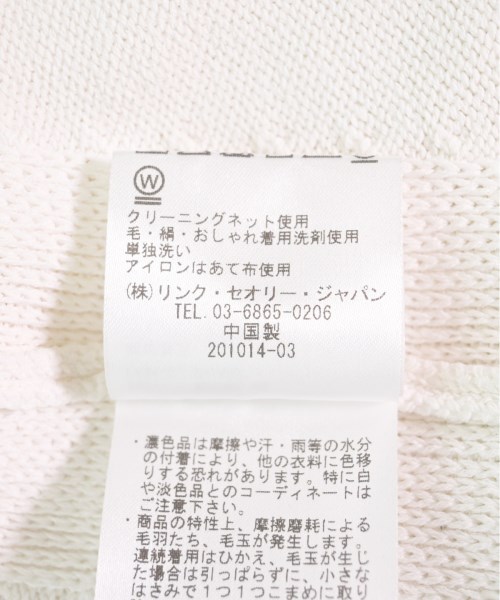 W
クリーニングネット使用
毛・絹・おしゃれ着用洗剤使用
単独洗い
アイロンはあて布使用
(株)リンク・セオリー・ジャパン
TEL.03-6865-0206
中国製
201014-03
・濃色品は摩擦や汗・雨等の水分
の付着により、他の衣料に色移
りする恐れがあります。特に白
や淡色品とのコーディネートは
ご注意下さい。
・商品の特性上、摩擦磨耗による
毛羽たち、毛玉が発生します。
連続着用はひかえ、毛玉が生じ
た場合は引っぱらずに、小さな
はさみで1つ1つこまめに取り